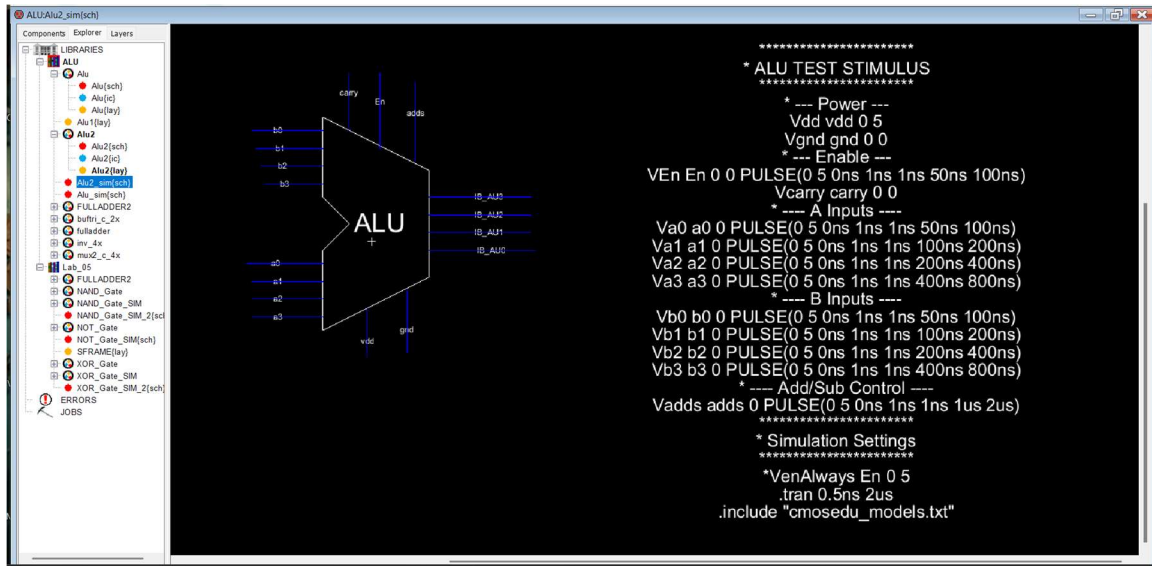 ALU:Alu2_sim{sch}
Components Explorer Layers
LIBRARIES
ALU
Alu
Alu{sch}
Alu{ic}
Alu{lay}
Alu1{lay}
Alu2
Alu2{sch}
Alu2{ic}
Alu2{lay}
Alu2_sim{sch}
Alu_sim{sch}
FULLADDER2
buftri_c_2x
fulladder
inv_4x
mux2_c_4x
Lab_05
FULLADDER2
NAND_Gate
NAND_Gate_SIM
NAND_Gate_SIM_2{scl
NOT_Gate
NOT_Gate_SIM{sch}
SFRAME{lay}
XOR_Gate
XOR_Gate_SIM
XOR_Gate_SIM_2{sch}
ERRORS
JOBS
carry
En
adds
b0
b1
b2
b3
ALU
IB_AU3
IB_AU2
IB_AU1
IB_AU0
a0
a1
a2
a3
vdd
gnd
***********************
* ALU TEST STIMULUS
***********************
* --- Power ---
Vdd vdd 0 5
Vgnd gnd 0 0
* --- Enable ---
VEn En 0 0 PULSE(0 5 0ns 1ns 1ns 50ns 100ns)
Vcarry carry 0 0
* ---- A Inputs ----
Va0 a0 0 PULSE(0 5 0ns 1ns 1ns 50ns 100ns)
Va1 a1 0 PULSE(0 5 0ns 1ns 1ns 100ns 200ns)
Va2 a2 0 PULSE(0 5 0ns 1ns 1ns 200ns 400ns)
Va3 a3 0 PULSE(0 5 0ns 1ns 1ns 400ns 800ns)
* ---- B Inputs ----
Vb0 b0 0 PULSE(0 5 0ns 1ns 1ns 50ns 100ns)
Vb1 b1 0 PULSE(0 5 0ns 1ns 1ns 100ns 200ns)
Vb2 b2 0 PULSE(0 5 0ns 1ns 1ns 200ns 400ns)
Vb3 b3 0 PULSE(0 5 0ns 1ns 1ns 400ns 800ns)
* ---- Add/Sub Control ----
Vadds adds 0 PULSE(0 5 0ns 1ns 1ns 1us 2us)
***********************
* Simulation Settings
***********************
*VenAlways En 0 5
.tran 0.5ns 2us
.include "cmosedu_models.txt"